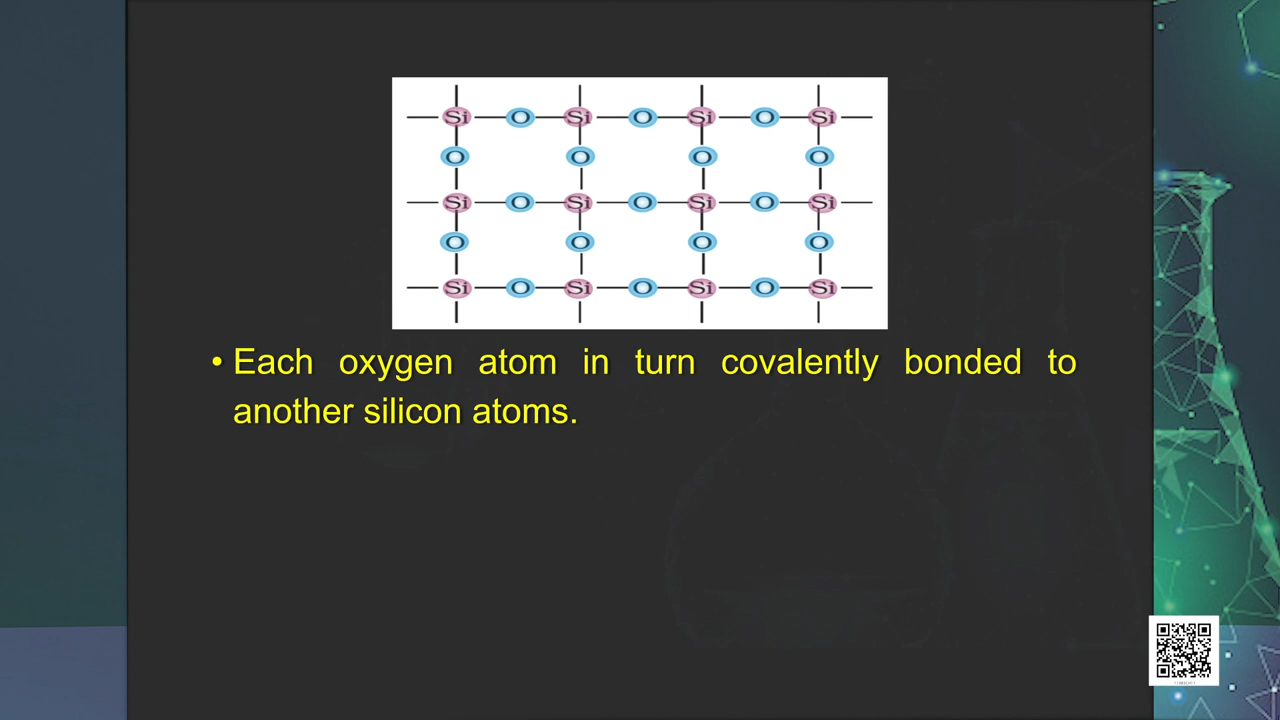 Si O Si O Si O Si
O O O O
Si O Si O Si O Si
O O O O
Si O Si O Si O Si
• Each oxygen atom in turn covalently bonded to
another silicon atoms.